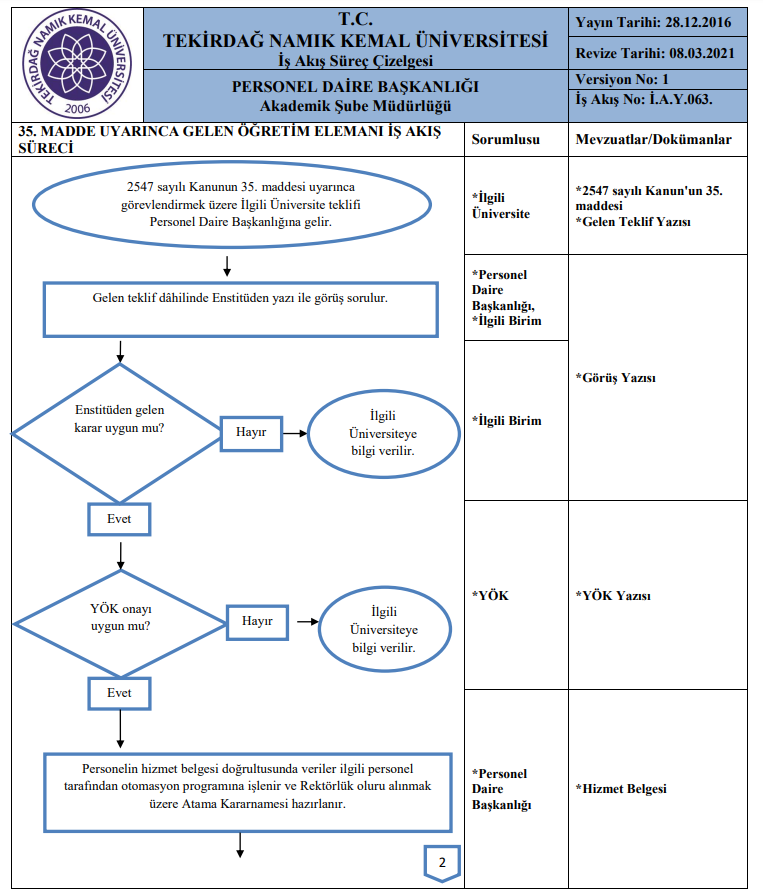 TEKİRDAĞ NAMIK KEMAL ÜNİVERSİTESİ
2006
T.C.
TEKİRDAĞ NAMIK KEMAL ÜNİVERSİTESİ
İş Akış Süreç Çizelgesi
PERSONEL DAİRE BAŞKANLIĞI
Akademik Şube Müdürlüğü
Yayın Tarihi: 28.12.2016
Revize Tarihi: 08.03.2021
Versiyon No: 1
İş Akış No: İ.A.Y.063.
35. MADDE UYARINCA GELEN ÖĞRETİM ELEMANI İŞ AKIŞ
SÜRECİ
Sorumlusu
Mevzuatlar/Dokümanlar
2547 sayılı Kanunun 35. maddesi uyarınca
görevlendirmek üzere İlgili Üniversite teklifi
Personel Daire Başkanlığına gelir.
*İlgili
Üniversite
*2547 sayılı Kanun'un 35.
maddesi
*Gelen Teklif Yazısı
Gelen teklif dâhilinde Enstitüden yazı ile görüş sorulur.
*Personel
Daire
Başkanlığı,
*İlgili Birim
*Görüş Yazısı
Enstitüden gelen
karar uygun mu?
Hayır
İlgili
Üniversiteye
bilgi verilir.
*İlgili Birim
Evet
YÖK onayı
uygun mu?
Hayır
İlgili
Üniversiteye
bilgi verilir.
*YÖK
*YÖK Yazısı
Evet
Personelin hizmet belgesi doğrultusunda veriler ilgili personel
tarafından otomasyon programına işlenir ve Rektörlük oluru alınmak
üzere Atama Kararnamesi hazırlanır.
*Personel
Daire
Başkanlığı
*Hizmet Belgesi
2